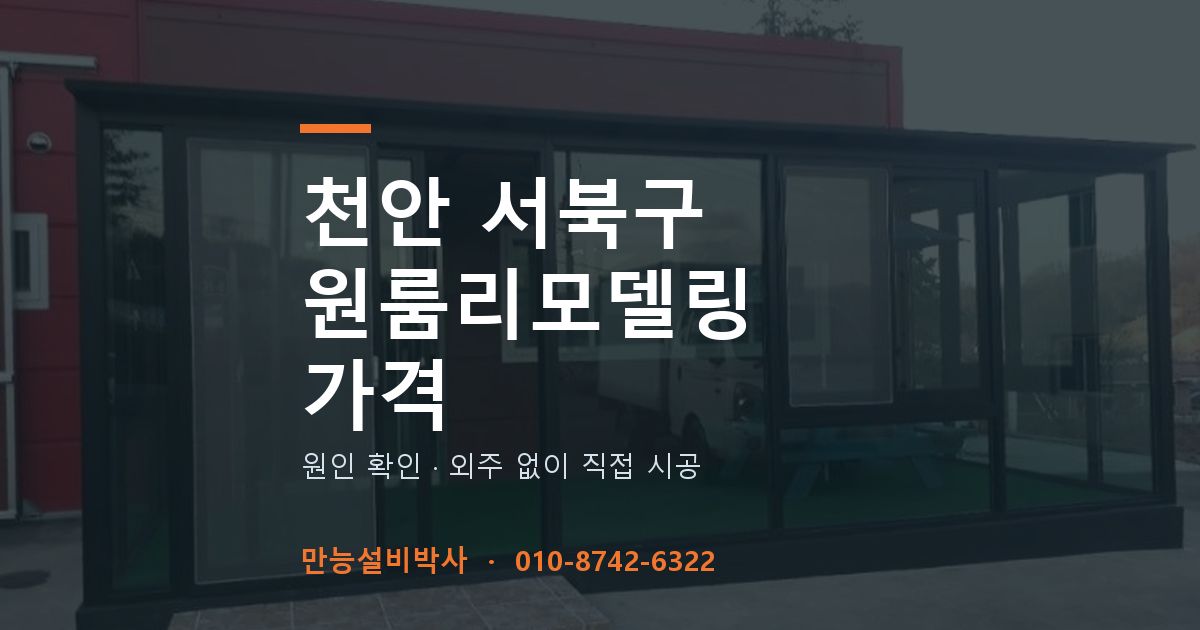 천안 서북구
원룸리모델링
가격
원인 확인 · 외주 없이 직접 시공
만능설비박사 · 010-8742-6322